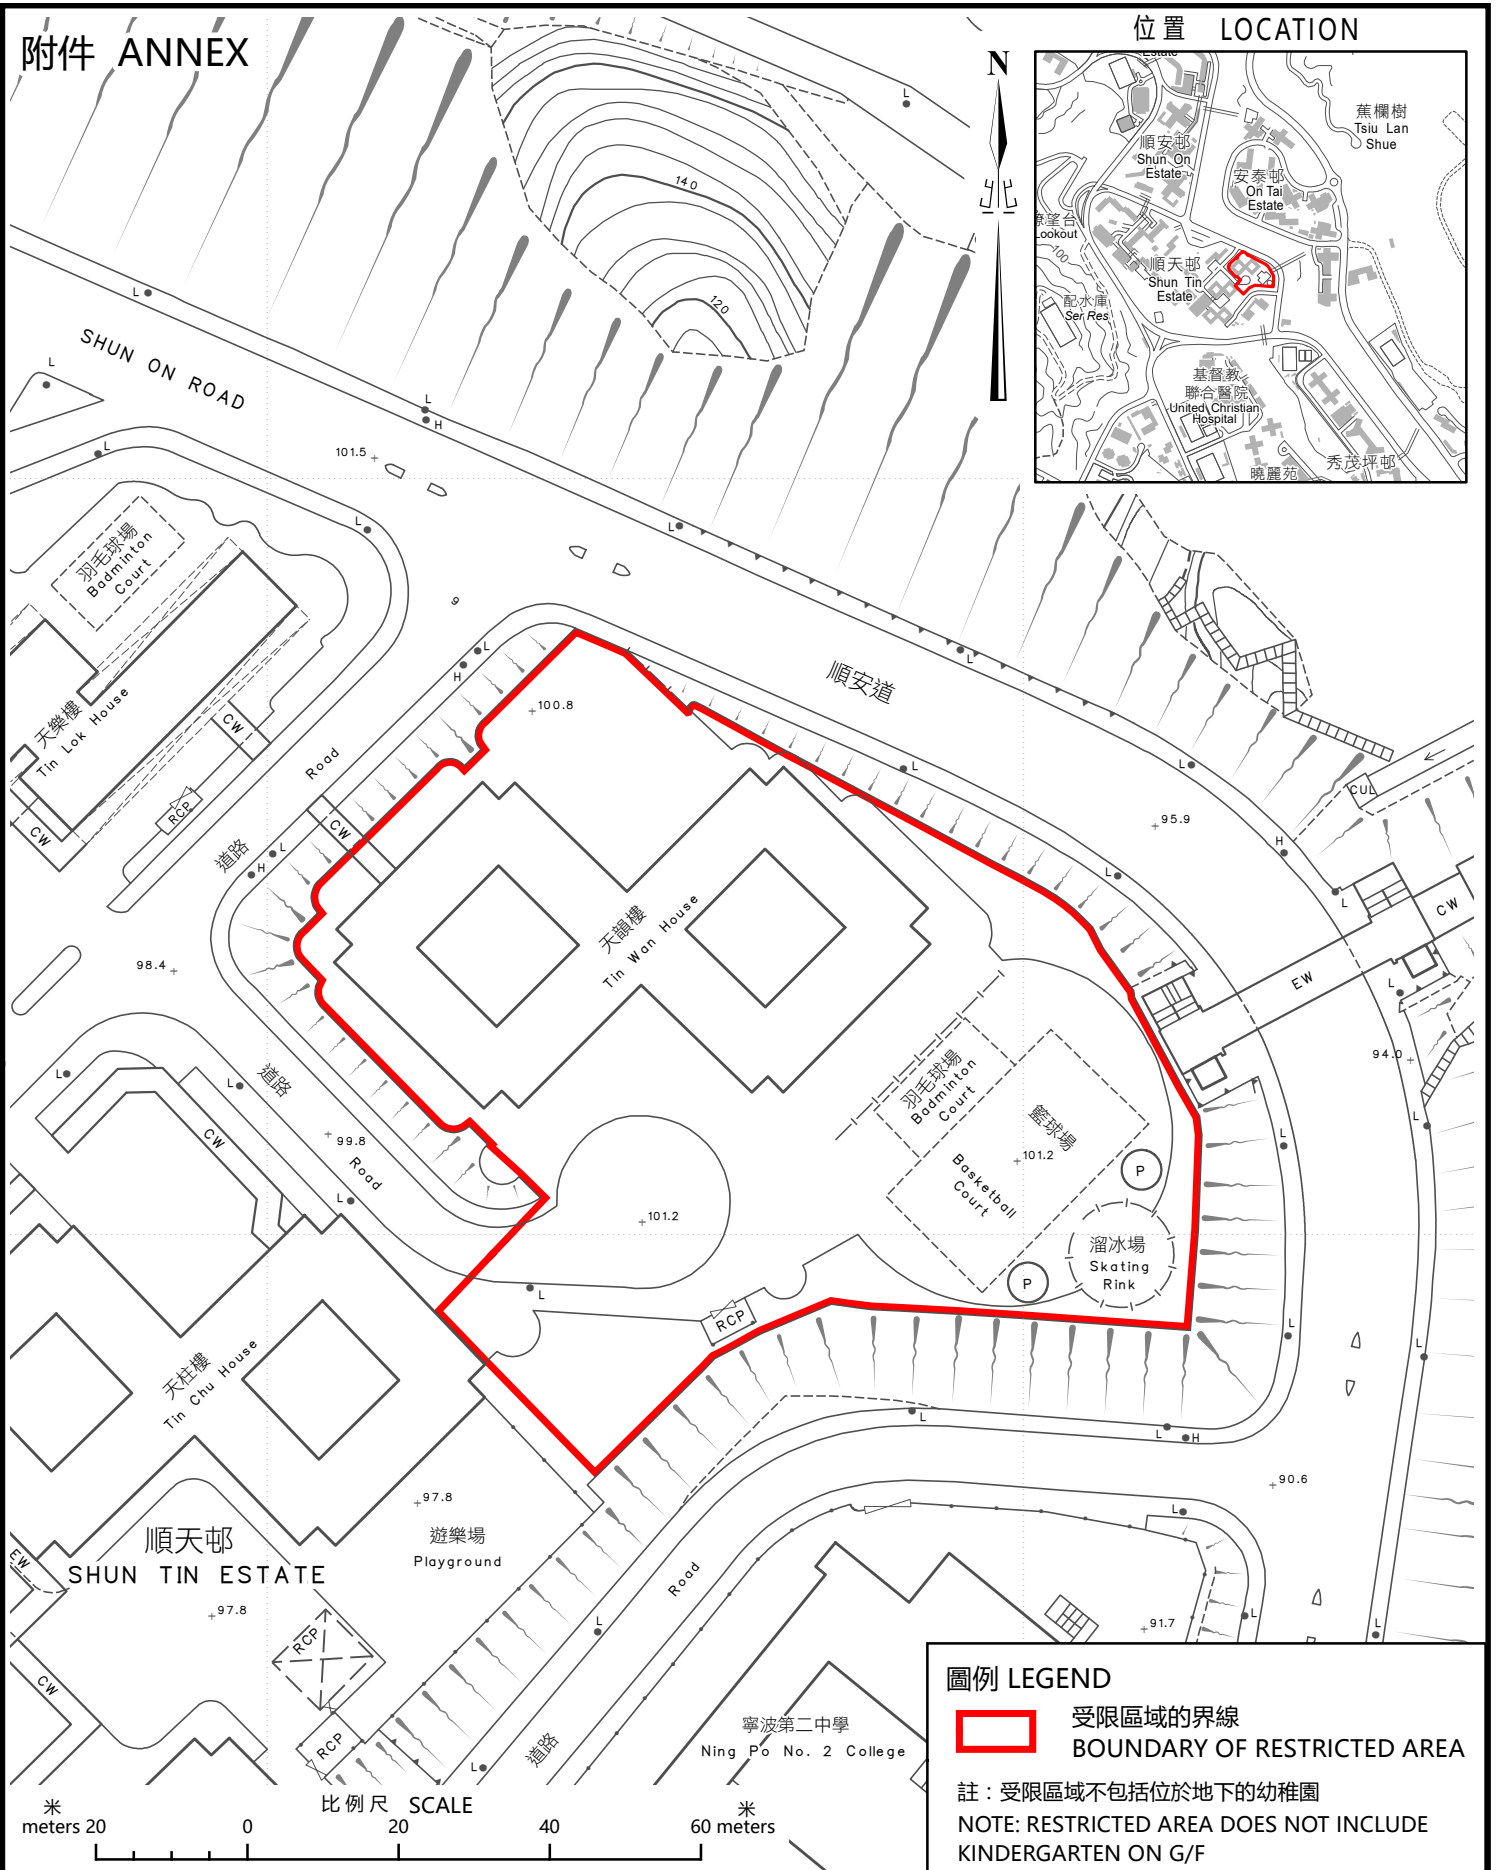 附件 ANNEX
位置 LOCATION
N
Estate
順安邨
Shun On
Estate
蕉欄樹
Tsiu Lan
Shue
安泰邨
On Tai
Estate
瞭望台
Lookout
100
順天邨
Shun Tin
Estate
配水庫
Ser Res
基督教
聯合醫院
United Christian
Hospital
秀茂坪邨
曉麗苑
L
140
120
L
SHUN ON ROAD
L
L
H
L
101.5
L
L
L
羽毛球場
Badminton
Court
9
L
H
L
順安道
天樂樓
Tin Lok House
CW
CW
RCP
Road
道路
100.8
L
L
CUL
95.9
CW
L
H
H
L
L
CW
天韻樓
Tin Wan House
EW
L
98.4
94.0
L
道路
L
99.8
Road
CW
L
羽毛球場
Badminton
Court
籃球場
Basketball
Court
101.2
P
101.2
溜冰場
Skating
Rink
P
L
L
L
RCP
L
L
天柱樓
Tin Chu House
L
L
H
97.8
90.6
遊樂場
Playground
L
順天邨
SHUN TIN ESTATE
EW
97.8
Road
L
RCP
CW
RCP
91.7
L
L
寧波第二中學
Ning Po No. 2 College
道路
L
圖例 LEGEND
受限區域的界線
BOUNDARY OF RESTRICTED AREA
註：受限區域不包括位於地下的幼稚園
NOTE: RESTRICTED AREA DOES NOT INCLUDE
KINDERGARTEN ON G/F
比例尺 SCALE
米 米
meters 20 0 20 40 60 meters